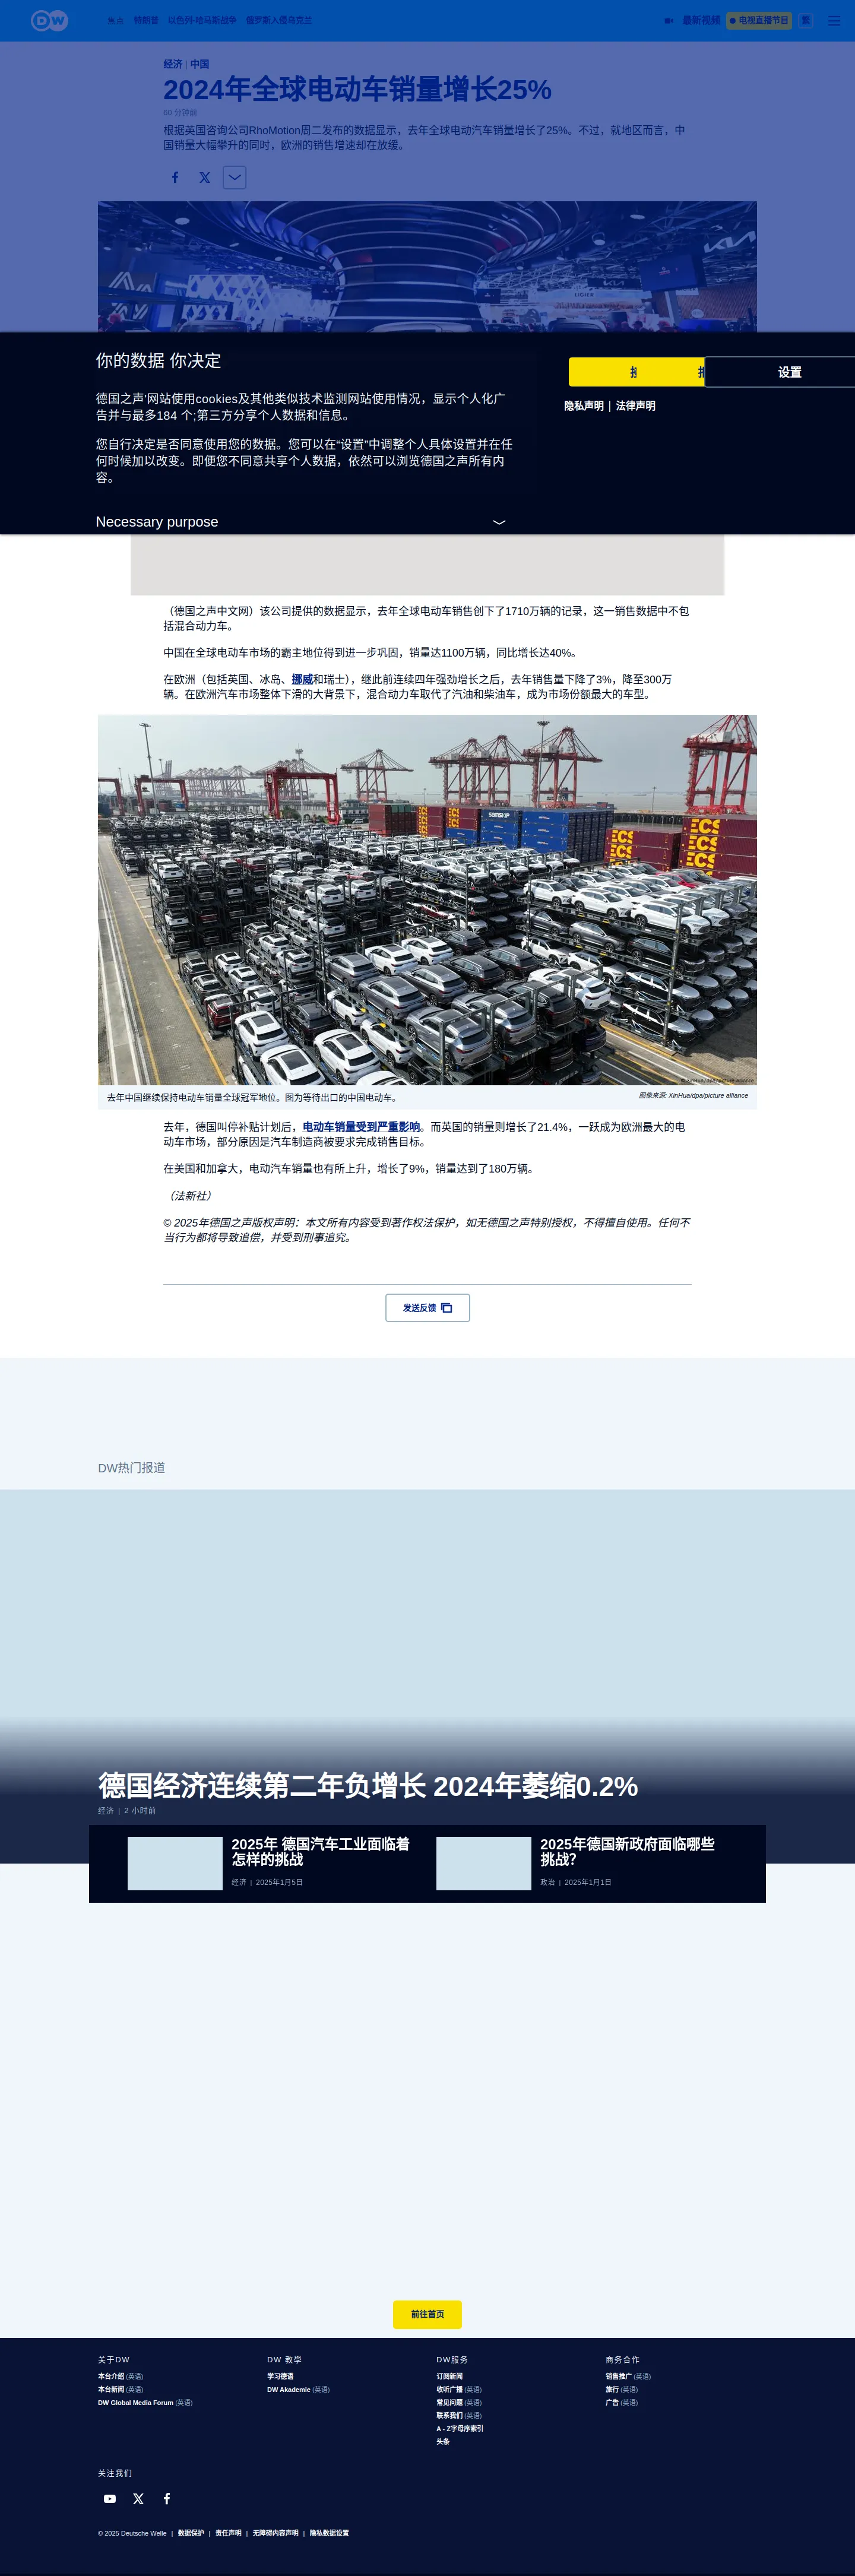 DW
焦点 特朗普 以色列-哈马斯战争 俄罗斯入侵乌克兰
最新视频 电视直播节目 繁
经济 | 中国
2024年全球电动车销量增长25%
60 分钟前
根据英国咨询公司RhoMotion周二发布的数据显示，去年全球电动汽车销量增长了25%。不过，就地区而言，中
国销量大幅攀升的同时，欧洲的销售增速却在放缓。
你的数据 你决定
设置
德国之声'网站使用cookies及其他类似技术监测网站使用情况，显示个人化广
告并与最多184 个;第三方分享个人数据和信息。
隐私声明 | 法律声明
您自行决定是否同意使用您的数据。您可以在“设置”中调整个人具体设置并在任
何时候加以改变。即便您不同意共享个人数据，依然可以浏览德国之声所有内
容。
Necessary purpose
（德国之声中文网）该公司提供的数据显示，去年全球电动车销售创下了1710万辆的记录，这一销售数据中不包
括混合动力车。
中国在全球电动车市场的霸主地位得到进一步巩固，销量达1100万辆，同比增长达40%。
在欧洲（包括英国、冰岛、挪威和瑞士），继此前连续四年强劲增长之后，去年销售量下降了3%，降至300万
辆。在欧洲汽车市场整体下滑的大背景下，混合动力车取代了汽油和柴油车，成为市场份额最大的车型。
去年中国继续保持电动车销量全球冠军地位。图为等待出口的中国电动车。
图像来源: XinHua/dpa/picture alliance
去年，德国叫停补贴计划后，电动车销量受到严重影响。而英国的销量则增长了21.4%，一跃成为欧洲最大的电
动车市场，部分原因是汽车制造商被要求完成销售目标。
在美国和加拿大，电动汽车销量也有所上升，增长了9%，销量达到了180万辆。
（法新社）
© 2025年德国之声版权声明：本文所有内容受到著作权法保护，如无德国之声特别授权，不得擅自使用。任何不
当行为都将导致追偿，并受到刑事追究。
发送反馈
DW热门报道
德国经济连续第二年负增长 2024年萎缩0.2%
经济 | 2 小时前
2025年 德国汽车工业面临着
怎样的挑战
经济 | 2025年1月5日
2025年德国新政府面临哪些
挑战？
政治 | 2025年1月1日
前往首页
关于DW
本台介绍 (英语)
本台新闻 (英语)
DW Global Media Forum (英语)
DW 教學
学习德语
DW Akademie (英语)
DW服务
订阅新闻
收听广播 (英语)
常见问题 (英语)
联系我们 (英语)
A - Z字母序索引
头条
商务合作
销售推广 (英语)
旅行 (英语)
广告 (英语)
关注我们
© 2025 Deutsche Welle | 数据保护 | 责任声明 | 无障碍内容声明 | 隐私数据设置